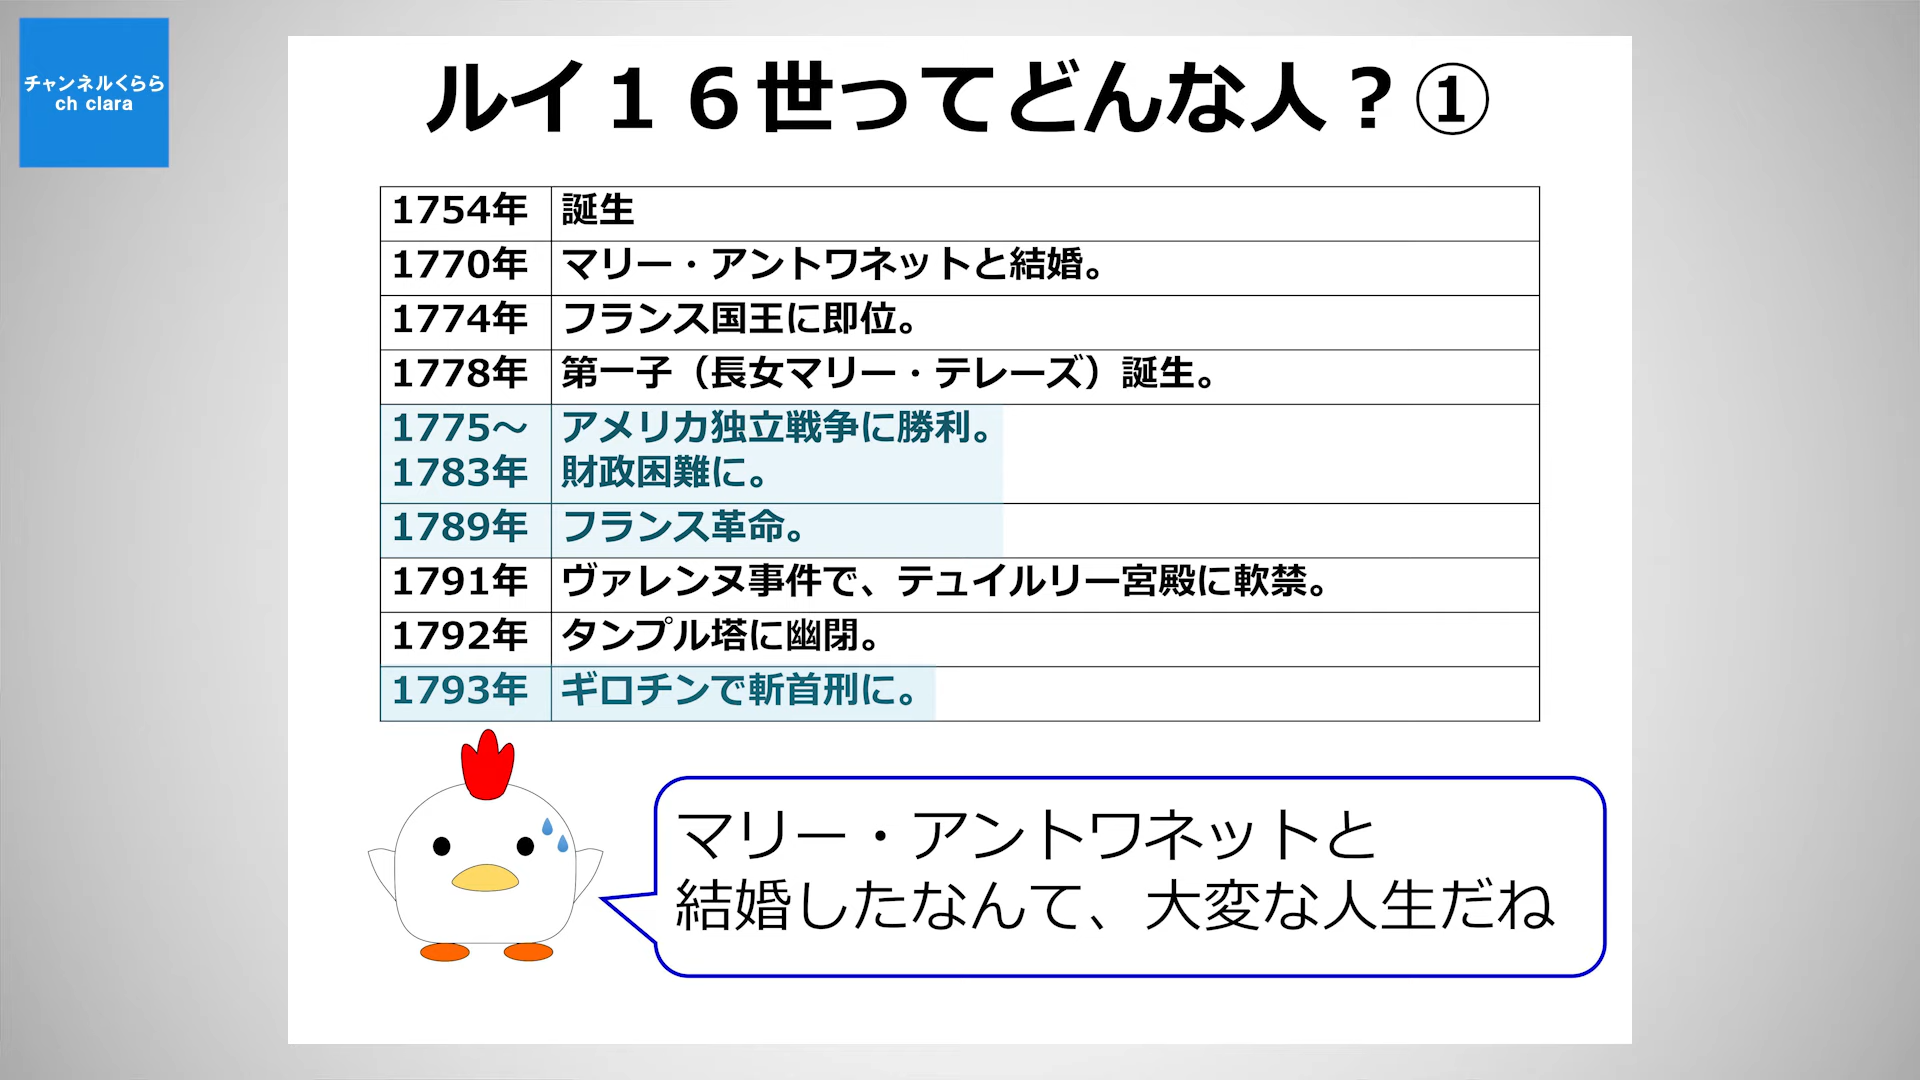 チャンネルくらら
ch clara
ルイ１６世ってどんな人？①
1754年 誕生
1770年 マリー・アントワネットと結婚。
1774年 フランス国王に即位。
1778年 第一子（長女マリー・テレーズ）誕生。
1775～ アメリカ独立戦争に勝利。
1783年 財政困難に。
1789年 フランス革命。
1791年 ヴァレンヌ事件で、テュイルリー宮殿に軟禁。
1792年 タンプル塔に幽閉。
1793年 ギロチンで斬首刑に。
マリー・アントワネットと
結婚したなんて、大変な人生だね